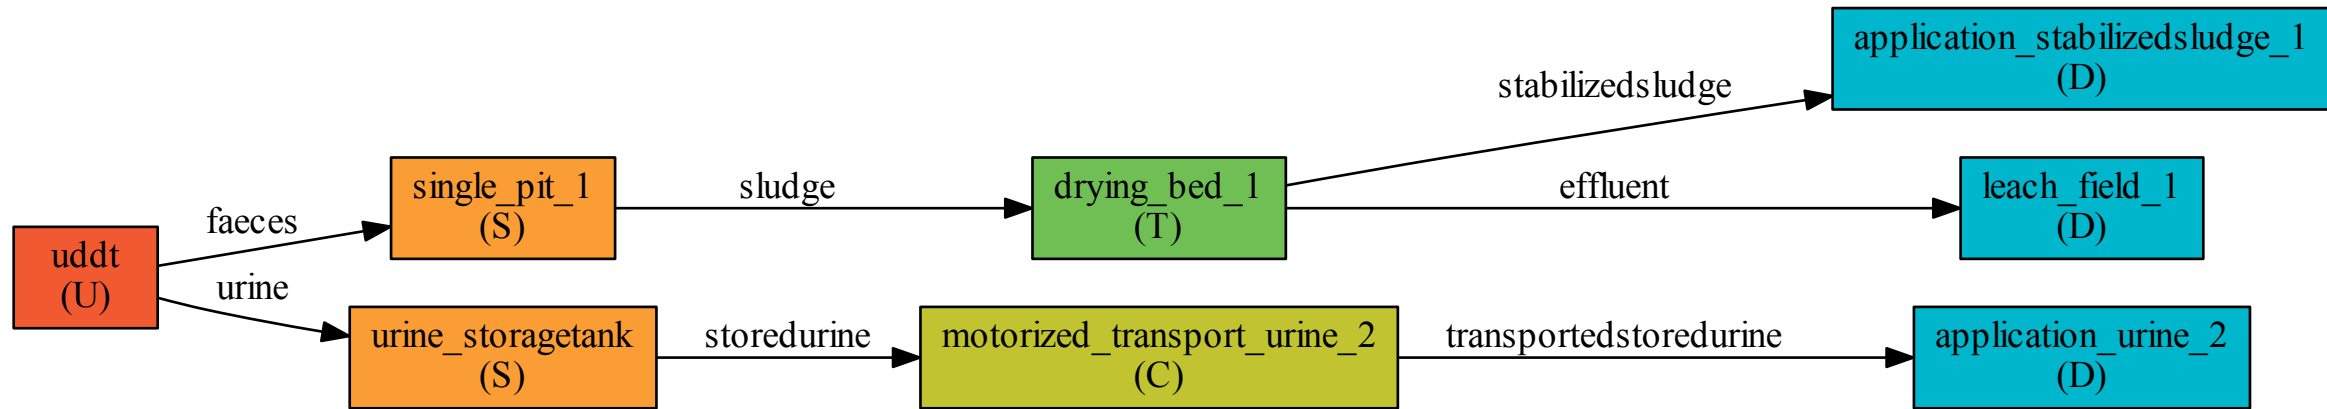 uddt
(U)
faeces
urine
single_pit_1
(S)
urine_storagetank
(S)
sludge
storedurine
drying_bed_1
(T)
motorized_transport_urine_2
(C)
stabilizedsludge
effluent
transportedstoredurine
application_stabilizedsludge_1
(D)
leach_field_1
(D)
application_urine_2
(D)